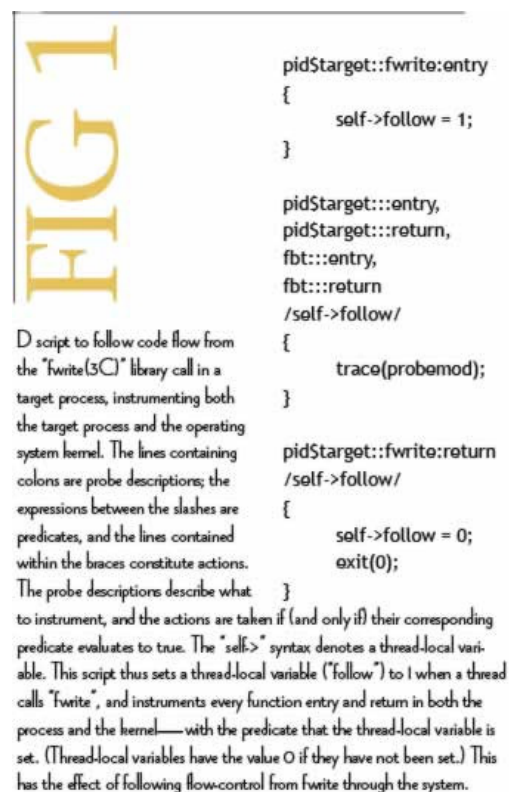 FIG 1
pid$target::fwrite:entry
{
self->follow = 1;
}
pid$target:::entry,
pid$target:::return,
fbt:::entry,
fbt:::return
/self->follow/
{
trace(probemod);
}
pid$target::fwrite:return
/self->follow/
{
self->follow = 0;
exit(0);
}
D script to follow code flow from
the "fwrite(3C)" library call in a
target process, instrumenting both
the target process and the operating
system kernel. The lines containing
colons are probe descriptions; the
expressions between the slashes are
predicates, and the lines contained
within the braces constitute actions.
The probe descriptions describe what
to instrument, and the actions are taken if (and only if) their corresponding
predicate evaluates to true. The "self->" syntax denotes a thread-local vari-
able. This script thus sets a thread-local variable ("follow") to 1 when a thread
calls "fwrite", and instruments every function entry and return in both the
process and the kernel—with the predicate that the thread-local variable is
set. (Thread-local variables have the value 0 if they have not been set.) This
has the effect of following flow-control from fwrite through the system.